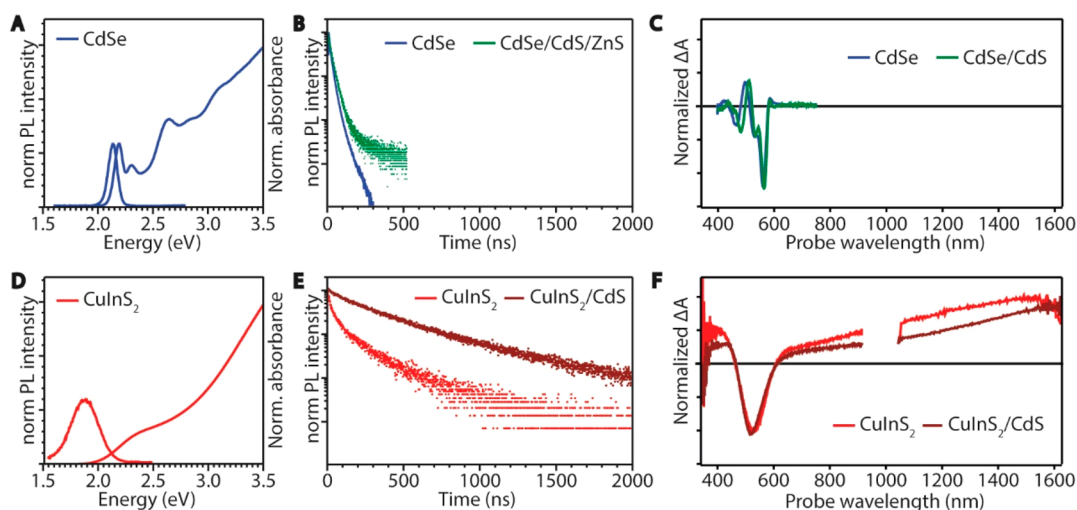 A
CdSe
norm PL intensity
Norm. absorbance
1.5 2.0 2.5 3.0 3.5
Energy (eV)
B
CdSe CdSe/CdS/ZnS
norm PL intensity
0 500 1000 1500 2000
Time (ns)
C
CdSe CdSe/CdS
Normalized ΔA
400 600 800 1000 1200 1400 1600
Probe wavelength (nm)
D
CuInS2
norm PL intensity
Norm. absorbance
1.5 2.0 2.5 3.0 3.5
Energy (eV)
E
CuInS2 CuInS2/CdS
norm PL intensity
0 500 1000 1500 2000
Time (ns)
F
Normalized ΔA
CuInS2 CuInS2/CdS
400 600 800 1000 1200 1400 1600
Probe wavelength (nm)